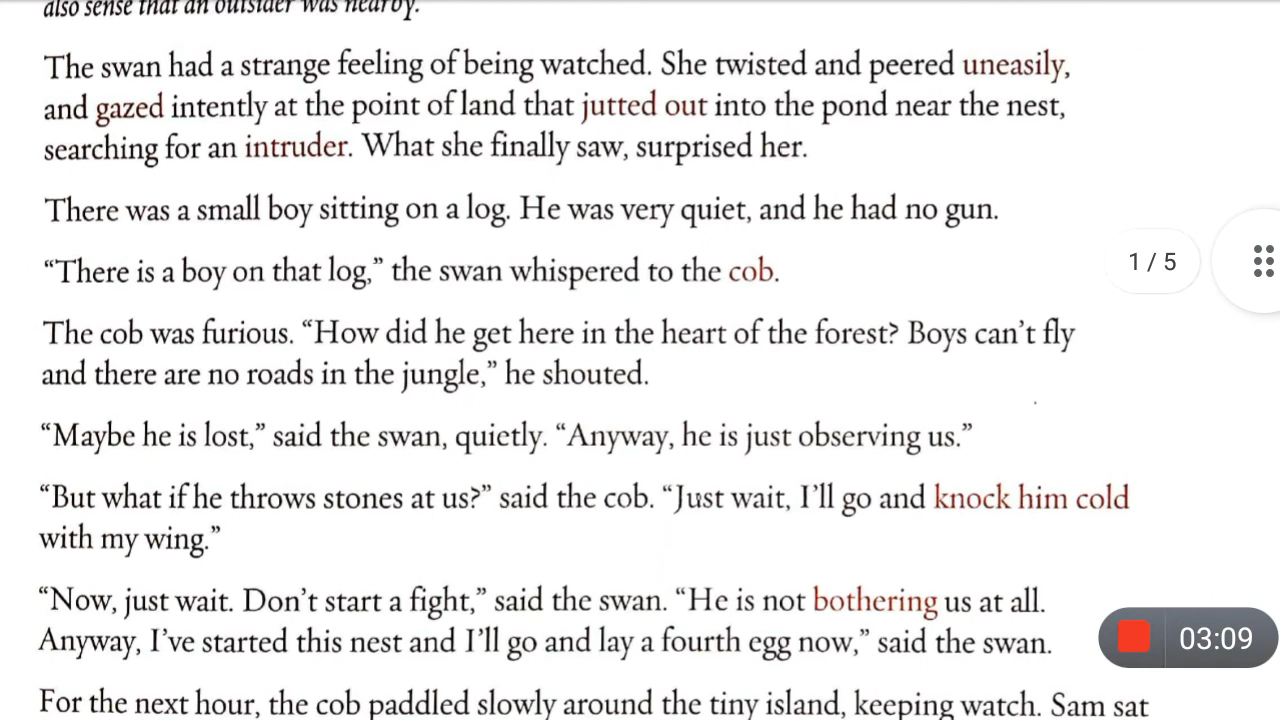 also sense that an outsider was nearby.
The swan had a strange feeling of being watched. She twisted and peered uneasily,
and gazed intently at the point of land that jutted out into the pond near the nest,
searching for an intruder. What she finally saw, surprised her.
There was a small boy sitting on a log. He was very quiet, and he had no gun.
“There is a boy on that log,” the swan whispered to the cob.
The cob was furious. “How did he get here in the heart of the forest? Boys can’t fly
and there are no roads in the jungle,” he shouted.
“Maybe he is lost,” said the swan, quietly. “Anyway, he is just observing us.”
“But what if he throws stones at us?” said the cob. “Just wait, I’ll go and knock him cold
with my wing.”
“Now, just wait. Don’t start a fight,” said the swan. “He is not bothering us at all.
Anyway, I’ve started this nest and I’ll go and lay a fourth egg now,” said the swan.
For the next hour, the cob paddled slowly around the tiny island, keeping watch. Sam sat
1 / 5
03:09